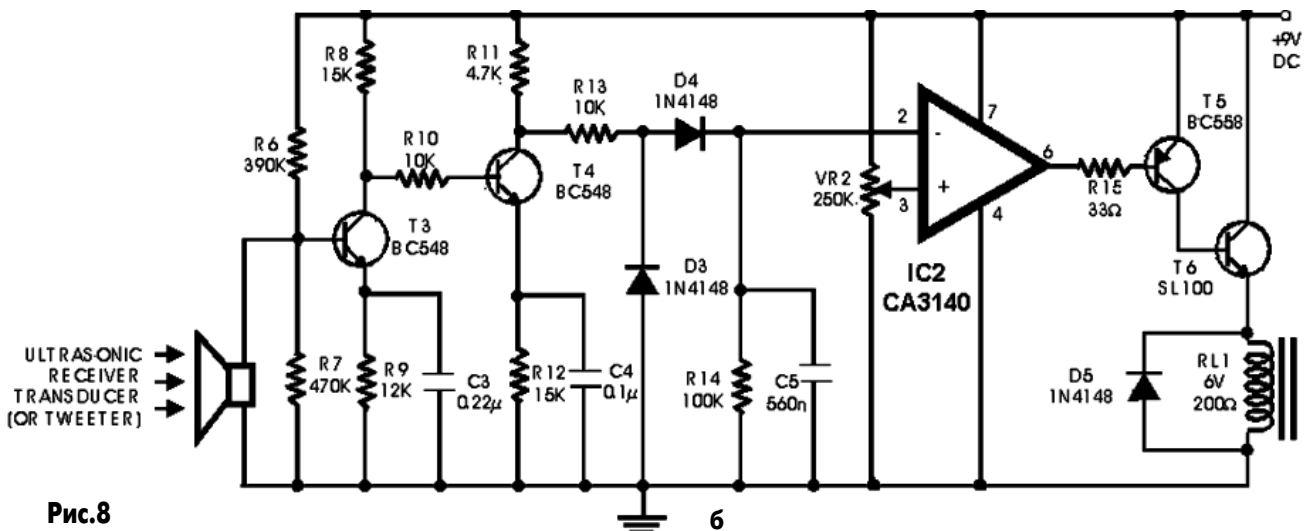 R8
15K
R11
4.7K
R6
390K
R10
10K
R13
10K
D4
1N4148
+9V
DC
T5
BC558
2
-
7
6
VR2
250K
+
3
4
R15
33Ω
T4
BC548
T3
BC548
IC2
CA3140
T6
SL100
D3
1N4148
ULTRASONIC
RECEIVER
TRANSDUCER
(OR TWEETER)
R7
470K
R9
12K
C3
0.22μ
R12
15K
C4
0.1μ
R14
100K
C5
560n
D5
1N4148
RL1
6V
200Ω
Рис.8
б